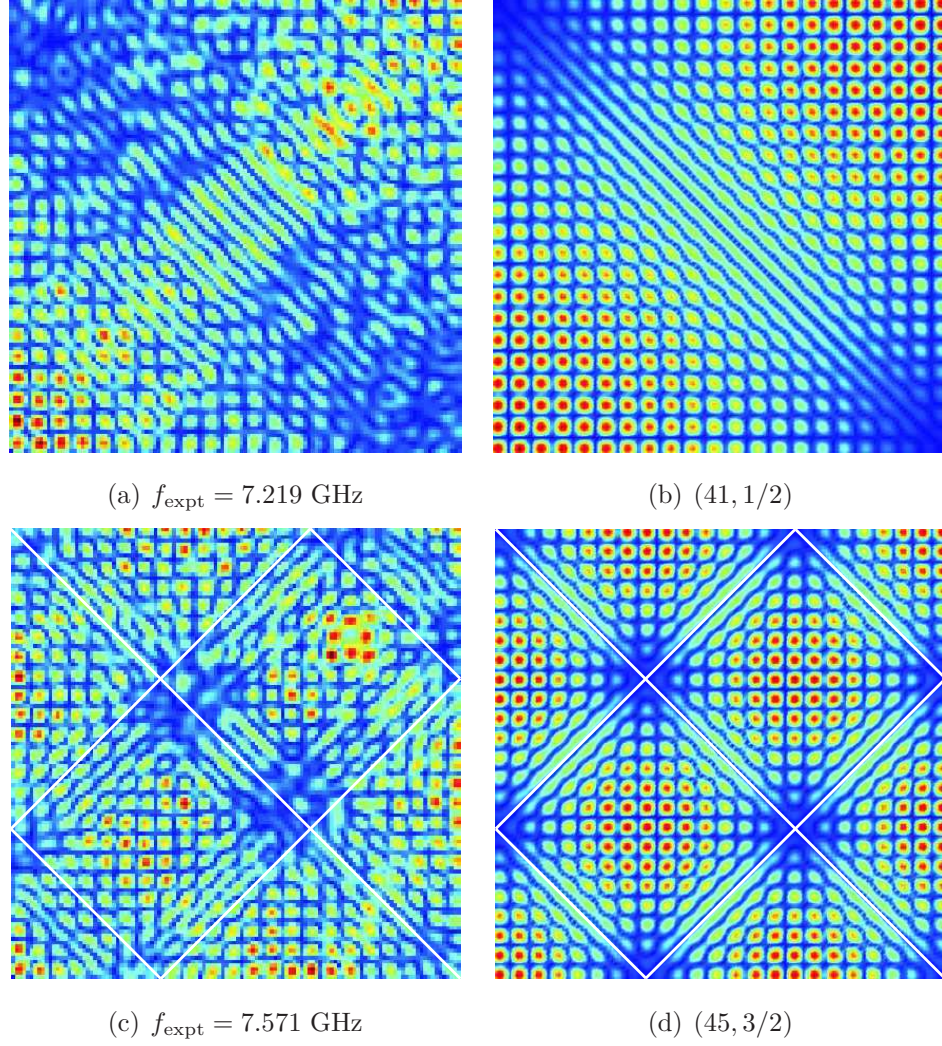 (a) f_expt = 7.219 GHz
(b) (41, 1/2)
(c) f_expt = 7.571 GHz
(d) (45, 3/2)